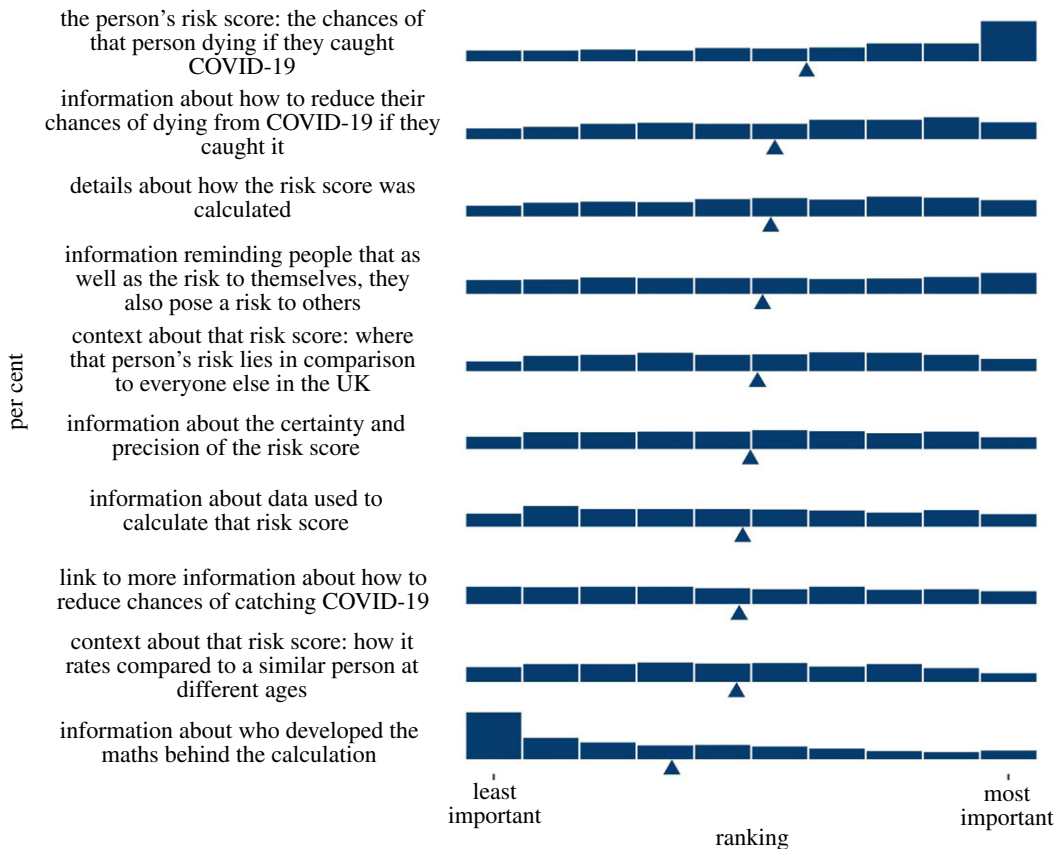 the person's risk score: the chances of
that person dying if they caught
COVID-19
information about how to reduce their
chances of dying from COVID-19 if they
caught it
details about how the risk score was
calculated
information reminding people that as
well as the risk to themselves, they
also pose a risk to others
context about that risk score: where
that person's risk lies in comparison
to everyone else in the UK
information about the certainty and
precision of the risk score
information about data used to
calculate that risk score
link to more information about how to
reduce chances of catching COVID-19
context about that risk score: how it
rates compared to a similar person at
different ages
information about who developed the
maths behind the calculation
per cent
least
important
most
important
ranking